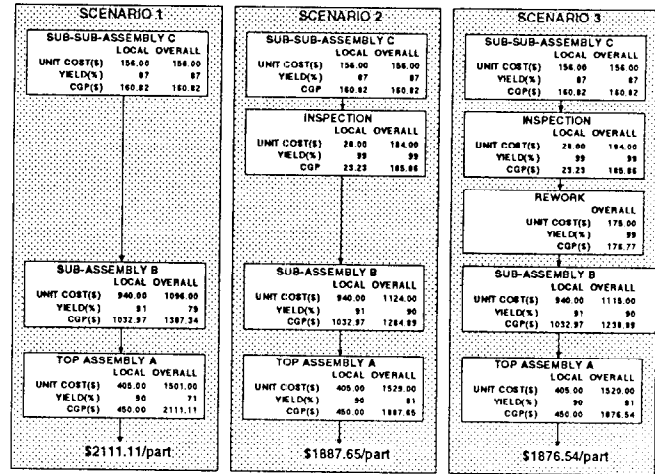 SCENARIO 1
SUB-SUB-ASSEMBLY C
LOCAL OVERALL
UNIT COST($) 156.00 156.00
YIELD(%) 87 87
CGP($) 160.82 160.82
SUB-ASSEMBLY B
LOCAL OVERALL
UNIT COST($) 940.00 1096.00
YIELD(%) 91 79
CGP($) 1032.97 1387.34
TOP ASSEMBLY A
LOCAL OVERALL
UNIT COST($) 405.00 1501.00
YIELD(%) 90 71
CGP($) 450.00 2111.11
$2111.11/part
SCENARIO 2
SUB-SUB-ASSEMBLY C
LOCAL OVERALL
UNIT COST($) 156.00 156.00
YIELD(%) 87 87
CGP 160.82 160.82
INSPECTION
LOCAL OVERALL
UNIT COST($) 184.00
YIELD(%) 99 99
CGP 23.23 185.86
SUB-ASSEMBLY B
LOCAL OVERALL
UNIT COST($) 940.00 1124.00
YIELD(%) 91 90
CGP($) 1032.97 1284.89
TOP ASSEMBLY A
LOCAL OVERALL
UNIT COST($) 405.00 1529.00
YIELD(%) 90 81
CGP($) 450.00 1887.65
$1887.65/part
SCENARIO 3
SUB-SUB-ASSEMBLY C
LOCAL OVERALL
UNIT COST($) 156.00 156.00
YIELD(%) 87 87
CGP($) 160.82 160.82
INSPECTION
LOCAL OVERALL
UNIT COST($) 184.00
YIELD(%) 99 99
CGP($) 23.23 185.86
REWORK
OVERALL
UNIT COST($) 175.00
YIELD(%) 99
CGP($) 176.77
SUB-ASSEMBLY B
LOCAL OVERALL
UNIT COST($) 940.00 1115.00
YIELD(%) 91 90
CGP($) 1032.97 1238.89
TOP ASSEMBLY A
LOCAL OVERALL
UNIT COST($) 405.00 1520.00
YIELD(%) 90 81
CGP($) 450.00 1876.54
$1876.54/part